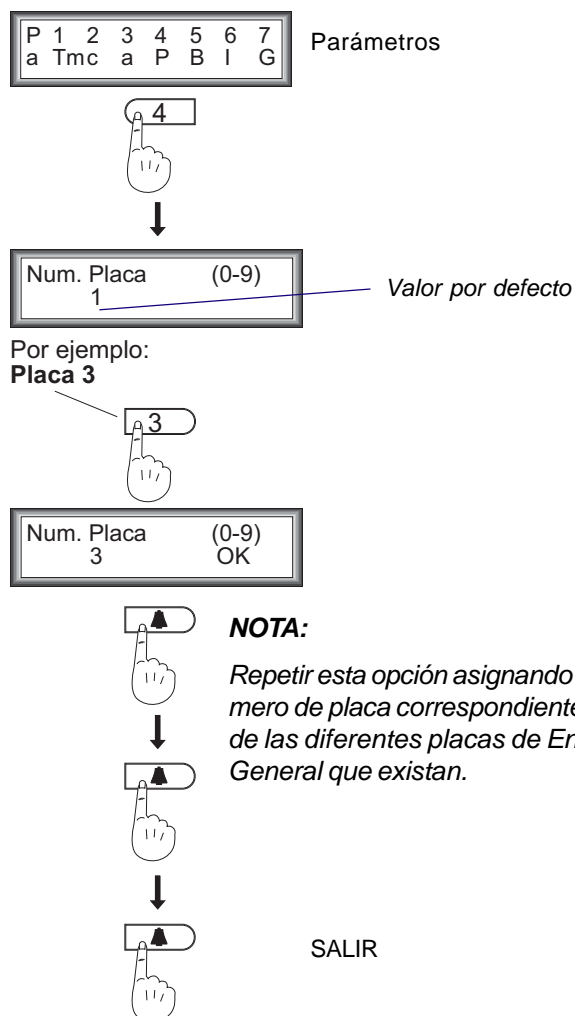 P 1 2 3 4 5 6 7
a Tmc a P B I G
Parámetros
4
Num. Placa (0-9)
1
Valor por defecto
Por ejemplo:
Placa 3
3
Num. Placa (0-9)
3 OK
NOTA:
Repetir esta opción asignando
mero de placa correspondiente
de las diferentes placas de En
General que existan.
SALIR